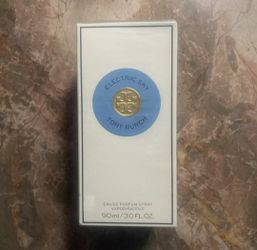 ELECTRIC SKY
TORY BURCH
EAU DE PARFUM SPRAY
VAPORISATEUR
90ml/3.0 FL.OZ.